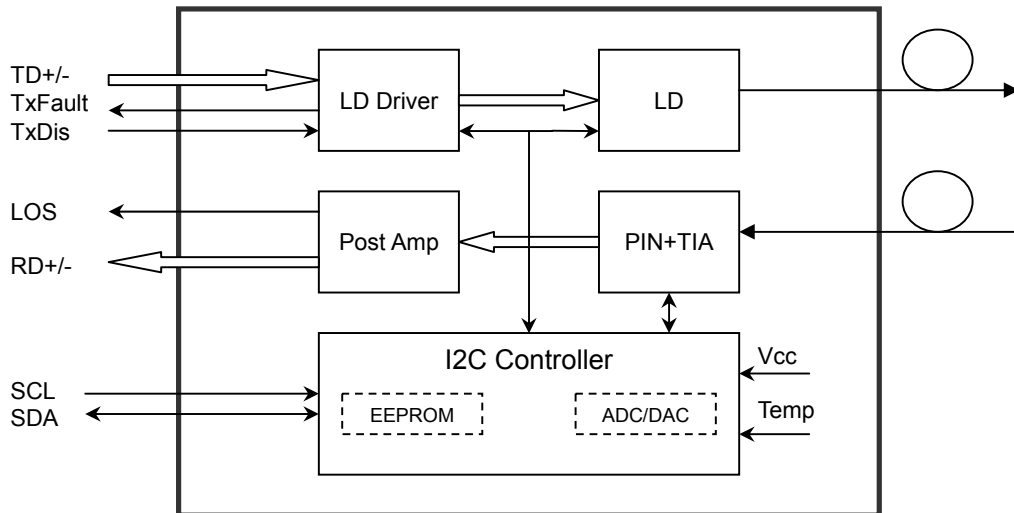 TD+/-
TxFault
TxDis
LD Driver
LD
LOS
RD+/-
Post Amp
PIN+TIA
I2C Controller
SCL
SDA
EEPROM
ADC/DAC
Vcc
Temp